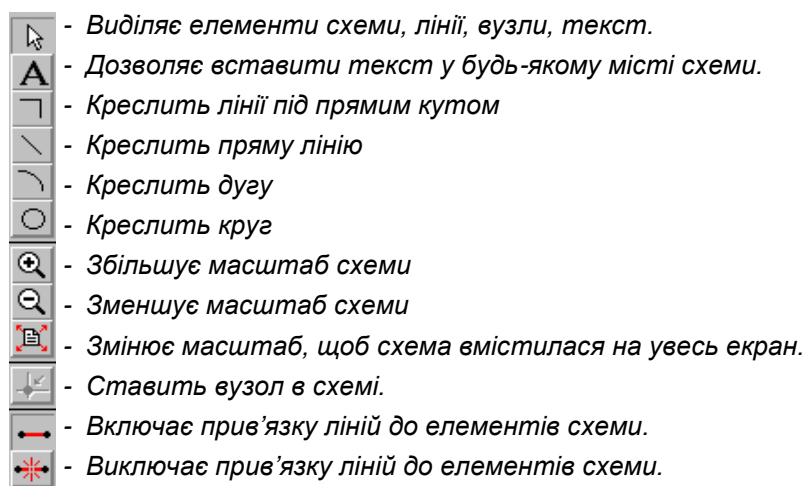 - Виділяє елементи схеми, лінії, вузли, текст.
A - Дозволяє вставити текст у будь-якому місті схеми.
- Креслить лінії під прямим кутом
- Креслить пряму лінію
- Креслить дугу
- Креслить круг
- Збільшує масштаб схеми
- Зменшує масштаб схеми
- Змінює масштаб, щоб схема вмістилася на увесь екран.
- Ставить вузол в схемі.
- Включає прив’язку ліній до елементів схеми.
- Виключає прив’язку ліній до елементів схеми.